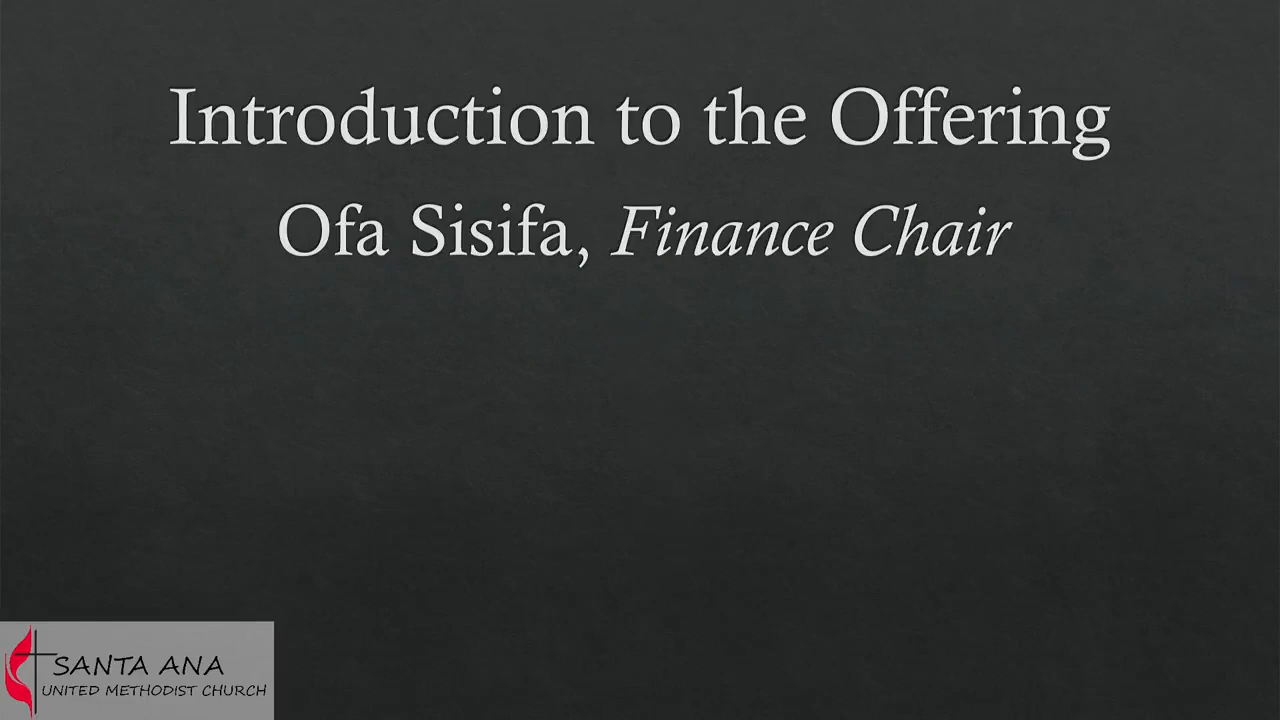 Introduction to the Offering
Ofa Sisifa, Finance Chair
SANTA ANA
UNITED METHODIST CHURCH